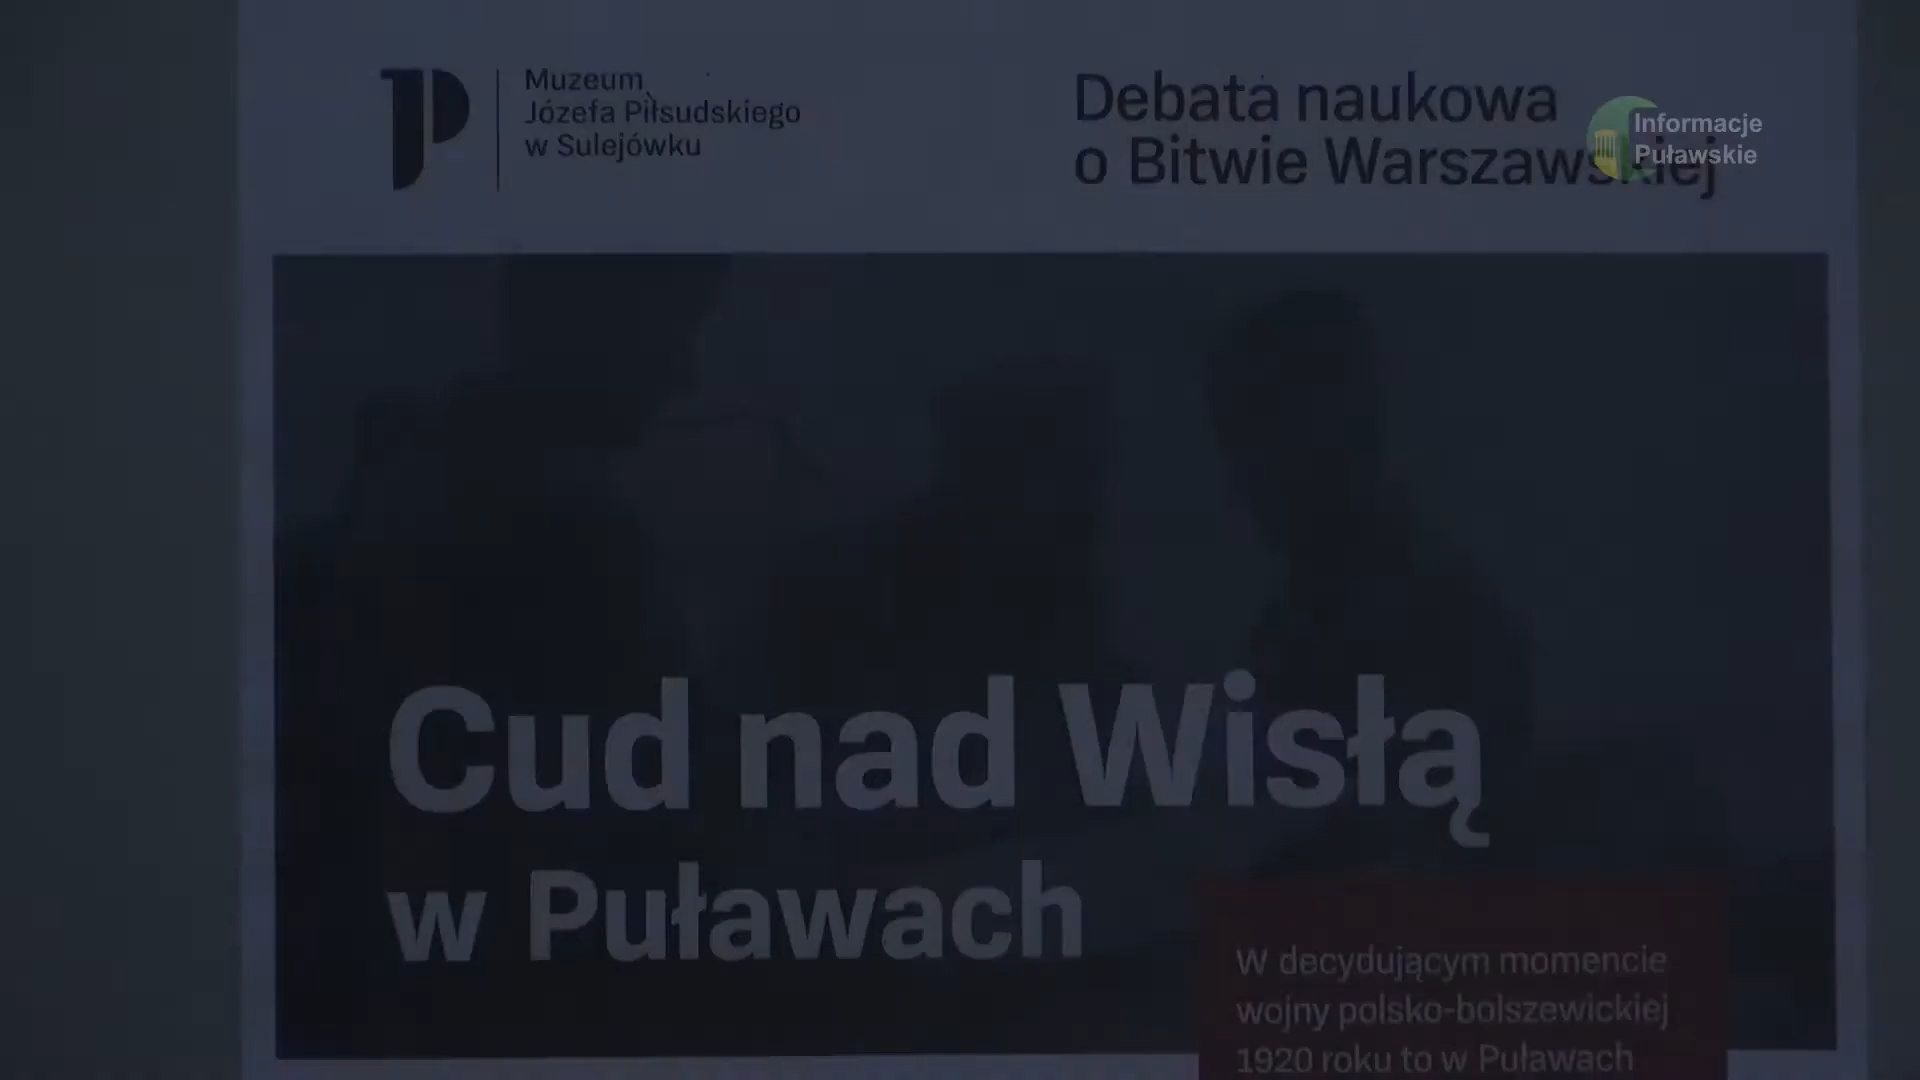 Muzeum
Józefa Piłsudskiego
w Sulejówku
Debata naukowa
o Bitwie Warszawskiej
Informacje
Puławskie
Cud nad Wisłą
w Puławach
W decydującym momencie
wojny polsko-bolszewickiej
1920 roku to w Puławach